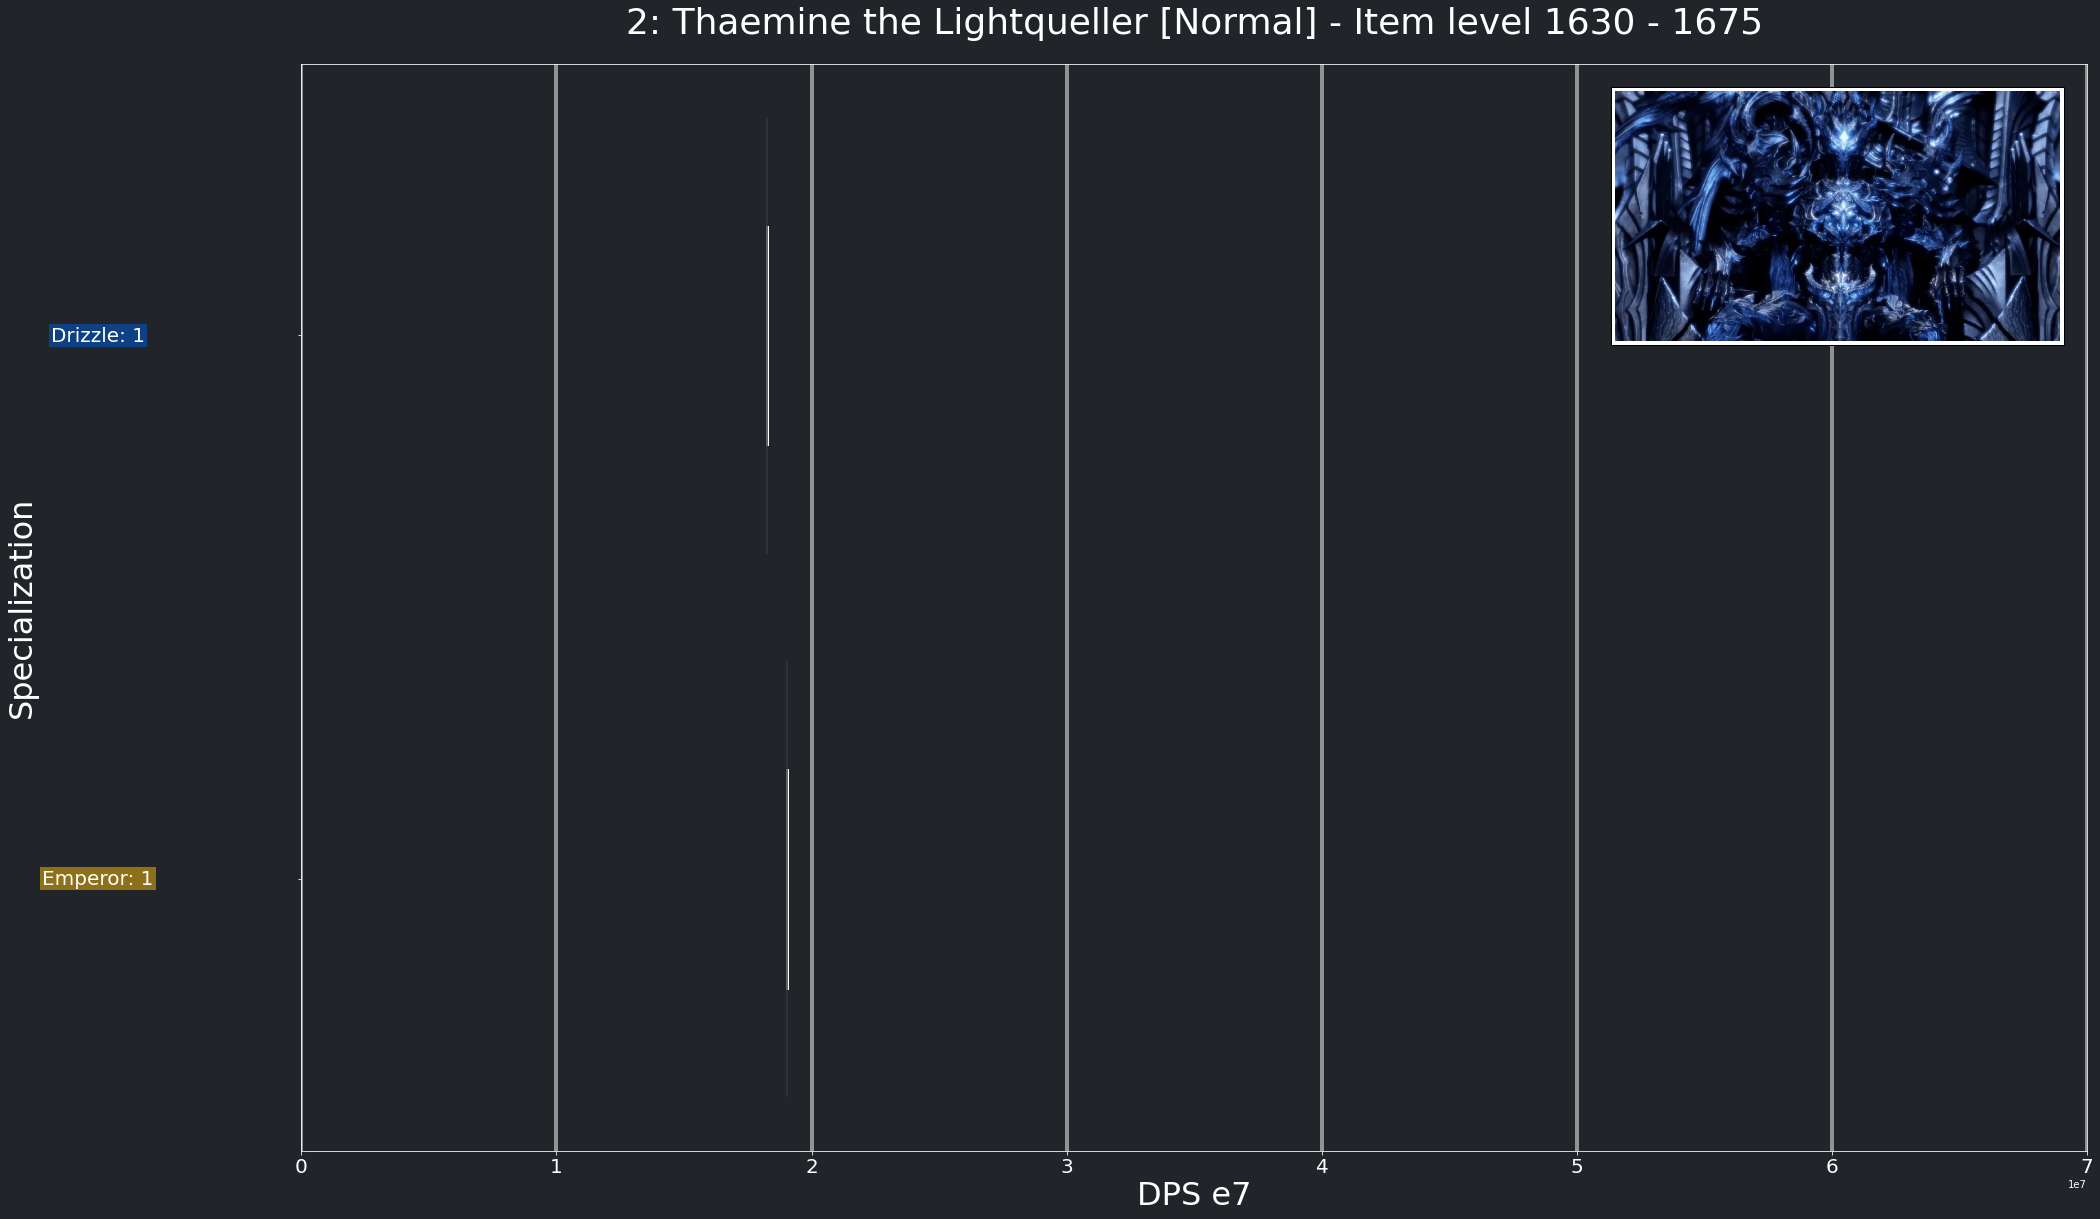 2: Thaemine the Lightqueller [Normal] - Item level 1630 - 1675
Specialization
Drizzle: 1
Emperor: 1
0 1 2 3 4 5 6 7
1e7
DPS e7